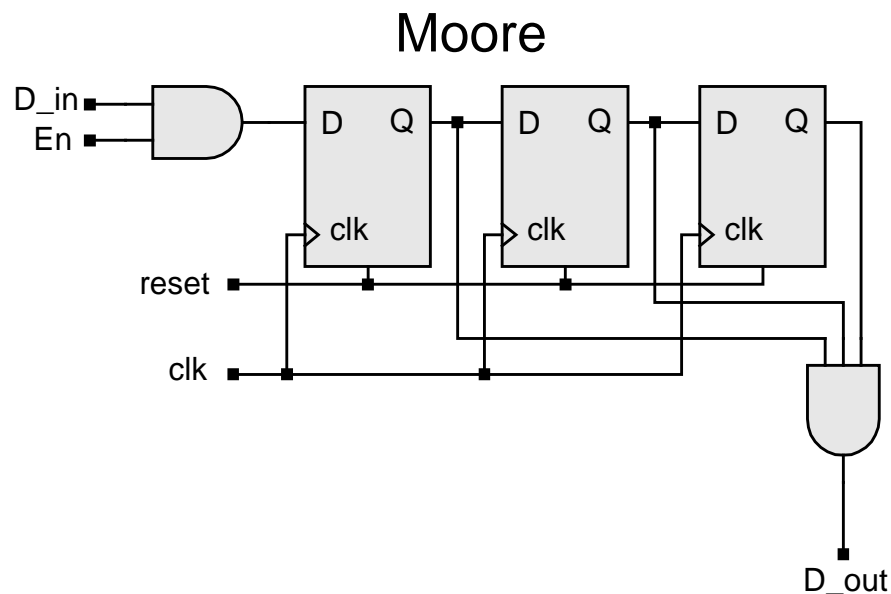 Moore
D_in
En
D Q
D Q
D Q
clk
clk
clk
reset
clk
D_out